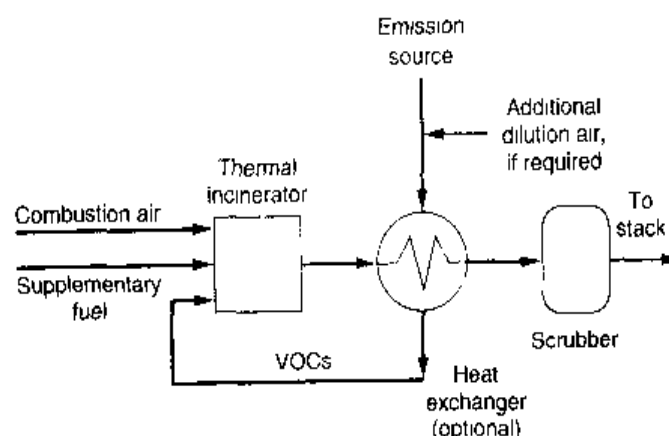 Emission
source
Additional
dilution air,
if required
Thermal
incinerator
Combustion air
To
stack
Supplementary
fuel
Scrubber
VOCs
Heat
exchanger
(optional)